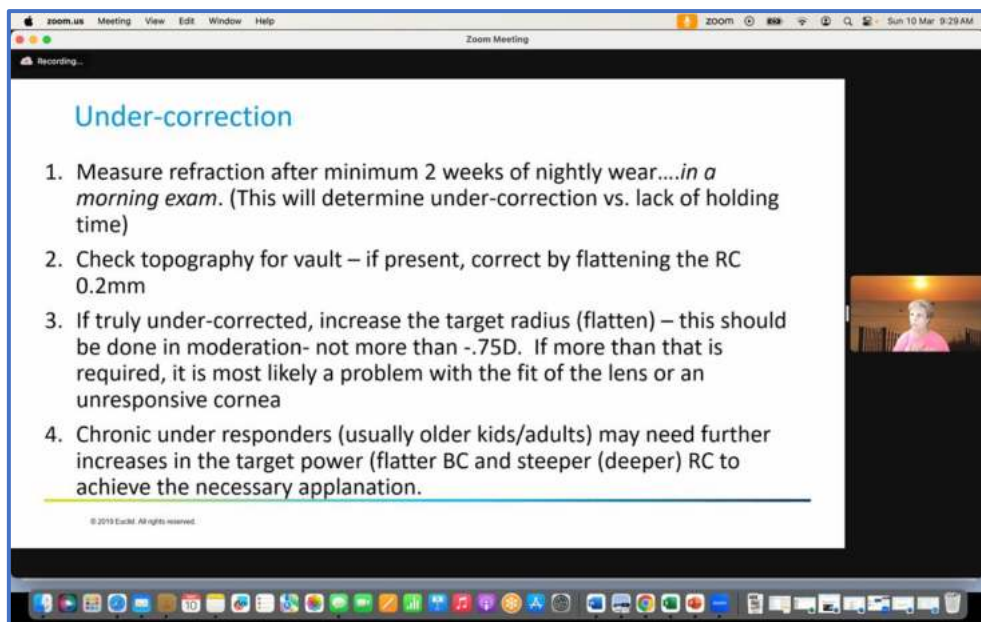 zoom.us Meeting View Edit Window Help
zoom
Sun 10 Mar 9:29 AM
Zoom Meeting
Recording...
Under-correction
1. Measure refraction after minimum 2 weeks of nightly wear....in a
morning exam. (This will determine under-correction vs. lack of holding
time)
2. Check topography for vault – if present, correct by flattening the RC
0.2mm
3. If truly under-corrected, increase the target radius (flatten) – this should
be done in moderation- not more than -.75D. If more than that is
required, it is most likely a problem with the fit of the lens or an
unresponsive cornea
4. Chronic under responders (usually older kids/adults) may need further
increases in the target power (flatter BC and steeper (deeper) RC to
achieve the necessary applanation.
© 2019 Euclid. All rights reserved.
10